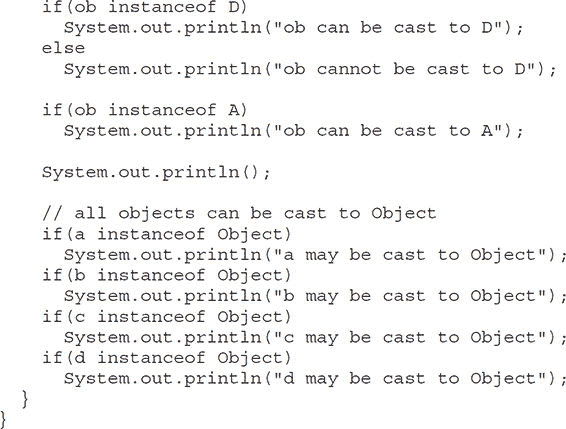 if(ob instanceof D)
System.out.println("ob can be cast to D");
else
System.out.println("ob cannot be cast to D");
if(ob instanceof A)
System.out.println("ob can be cast to A");
System.out.println();
// all objects can be cast to Object
if(a instanceof Object)
System.out.println("a may be cast to Object");
if(b instanceof Object)
System.out.println("b may be cast to Object");
if(c instanceof Object)
System.out.println("c may be cast to Object");
if(d instanceof Object)
System.out.println("d may be cast to Object");
}
}